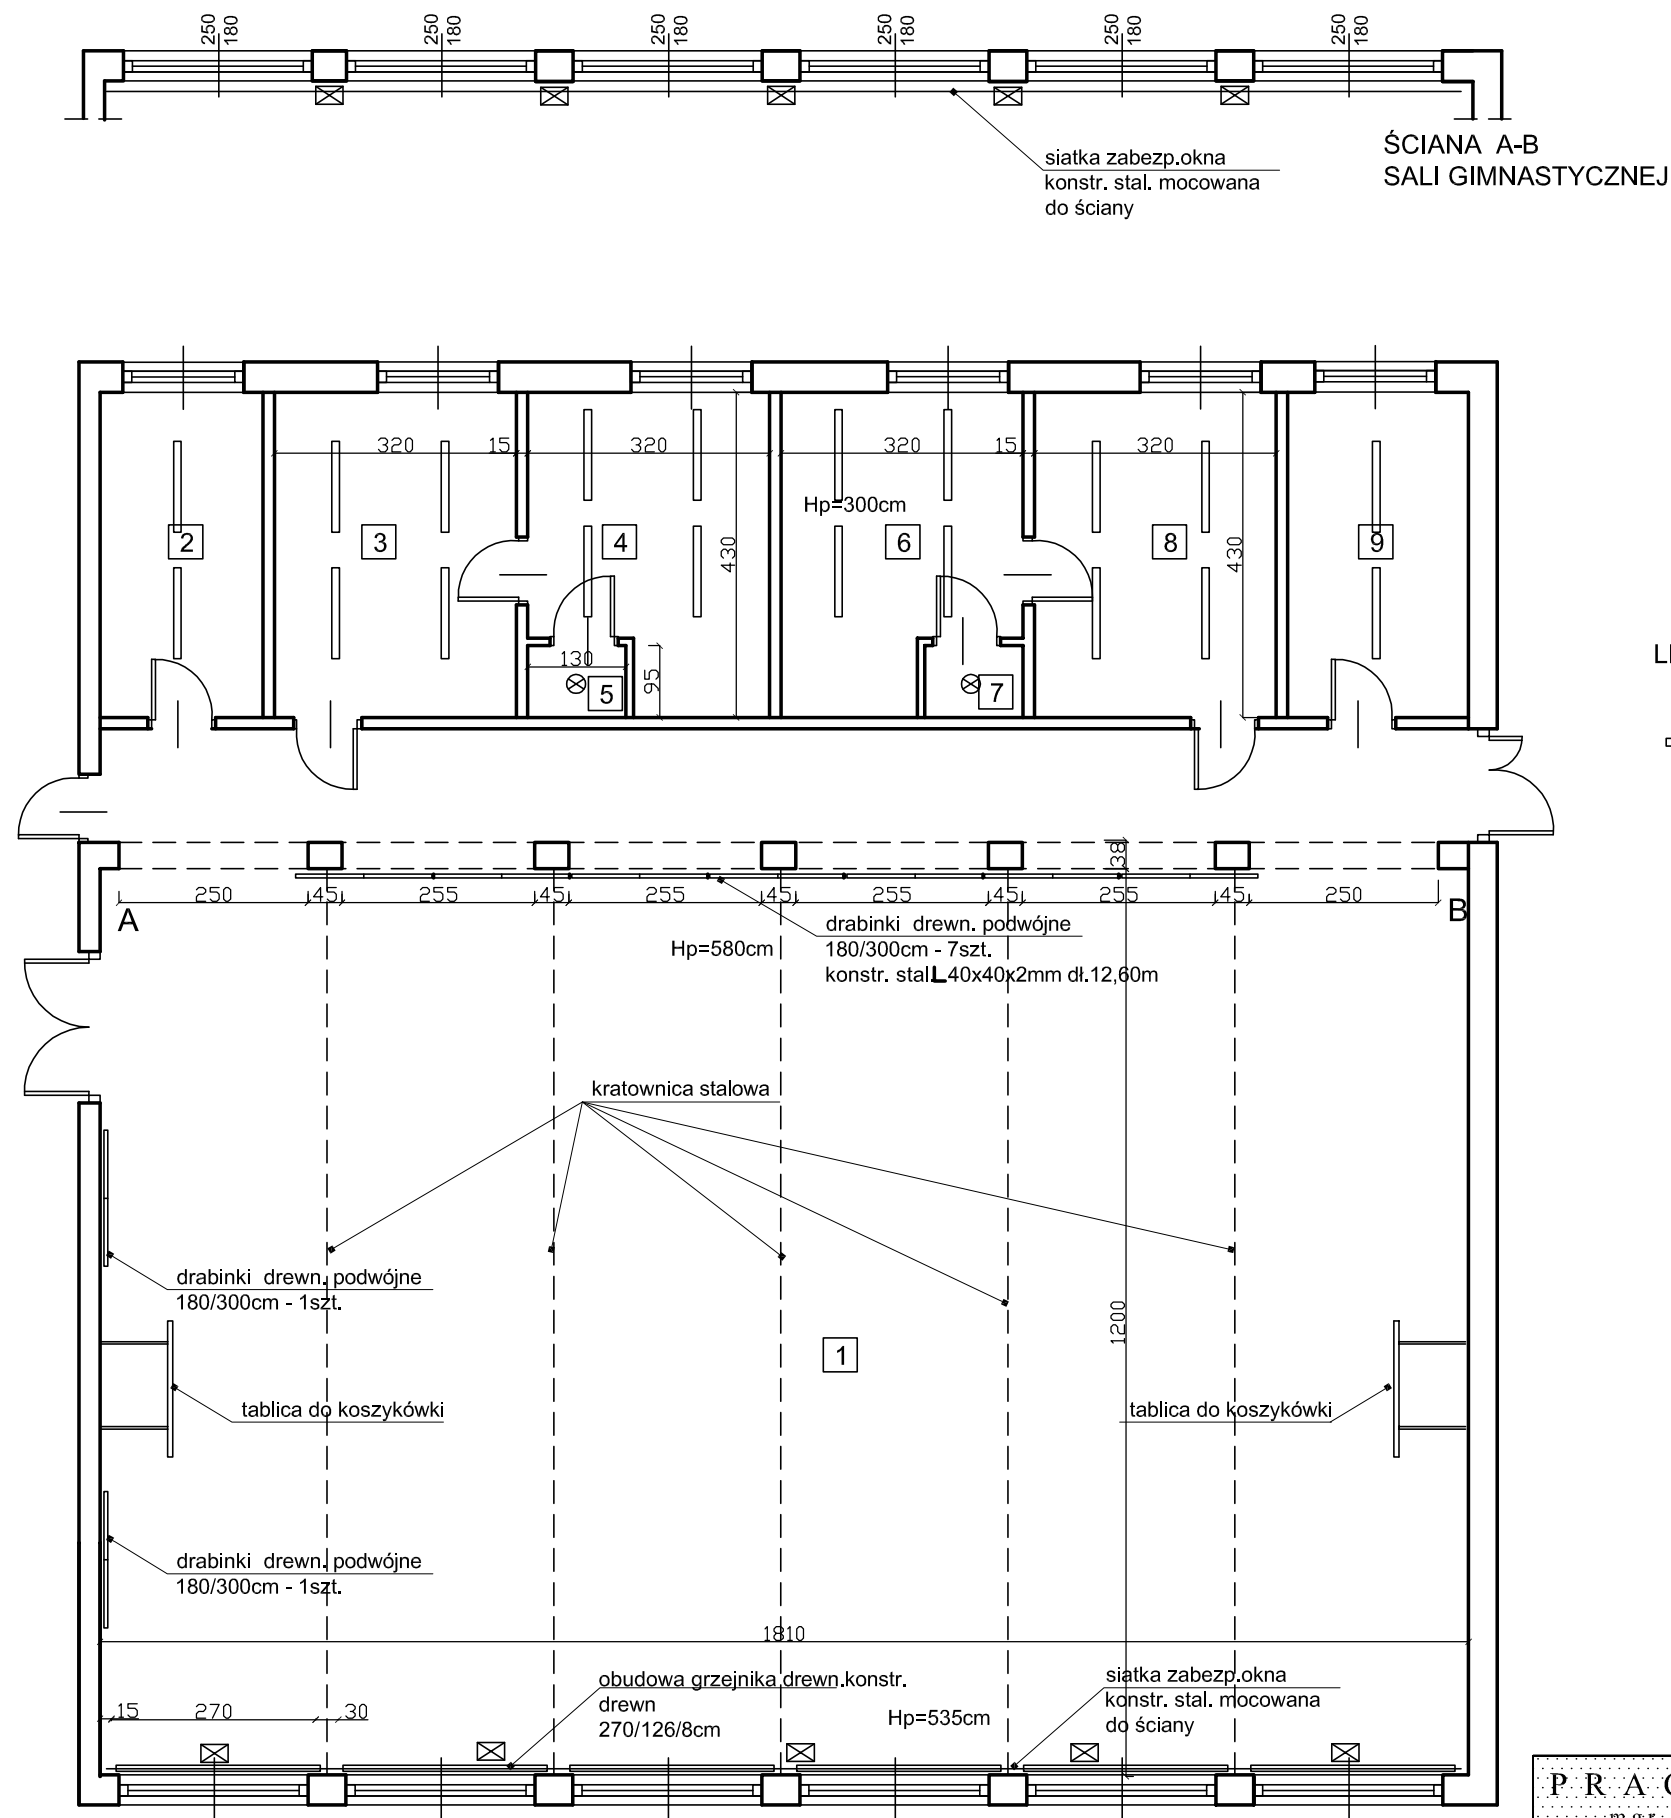 250 180 250 180 250 180 250 180 250 180 250 180
siatka zabezp.okna
konstr. stal. mocowana
do ściany
ŚCIANA A-B
SALI GIMNASTYCZNEJ
320 15 320 320 15 320
Hp=300cm
2 3 4 6 8 9
430 430
130
95
5 7
38
250 45 255 45 255 45 255 45 255 45 250
A B
drabinki drewn. podwójne
180/300cm - 7szt.
konstr. stal.L 40x40x2mm dł.12,60m
Hp=580cm
kratownica stalowa
drabinki drewn. podwójne
180/300cm - 1szt.
1200
1
tablica do koszykówki
tablica do koszykówki
drabinki drewn. podwójne
180/300cm - 1szt.
1810
obudowa grzejnika drewn.konstr.
drewn
270/126/8cm
siatka zabezp.okna
konstr. stal. mocowana
do ściany
15 270 30
Hp=535cm